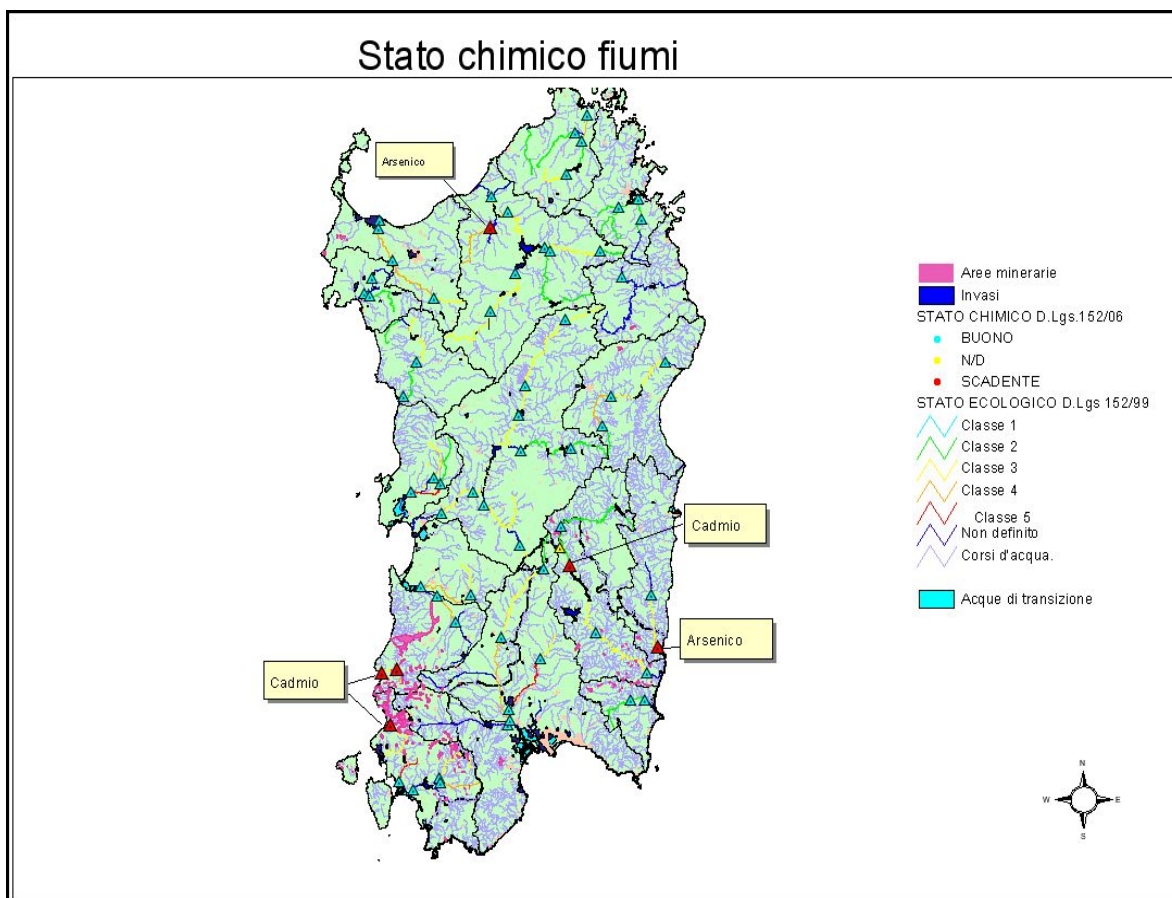 Stato chimico fiumi
Arsenico
Aree minerarie
Invasi
STATO CHIMICO D.Lgs.152/06
BUONO
N/D
SCADENTE
STATO ECOLOGICO D.Lgs 152/99
Classe 1
Classe 2
Classe 3
Classe 4
Classe 5
Non definito
Corsi d'acqua.
Acque di transizione
Cadmio
Arsenico
Cadmio
N
W
E
S